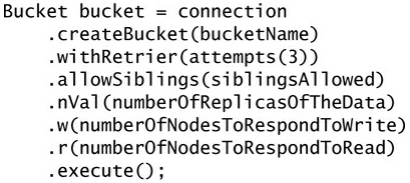 Bucket bucket = connection
.createBucket(bucketName)
.withRetrier(attempts(3))
.allowSiblings(siblingsAllowed)
.nVal(numberOfReplicasOfTheData)
.w(numberOfNodesToRespondToWrite)
.r(numberOfNodesToRespondToRead)
.execute();